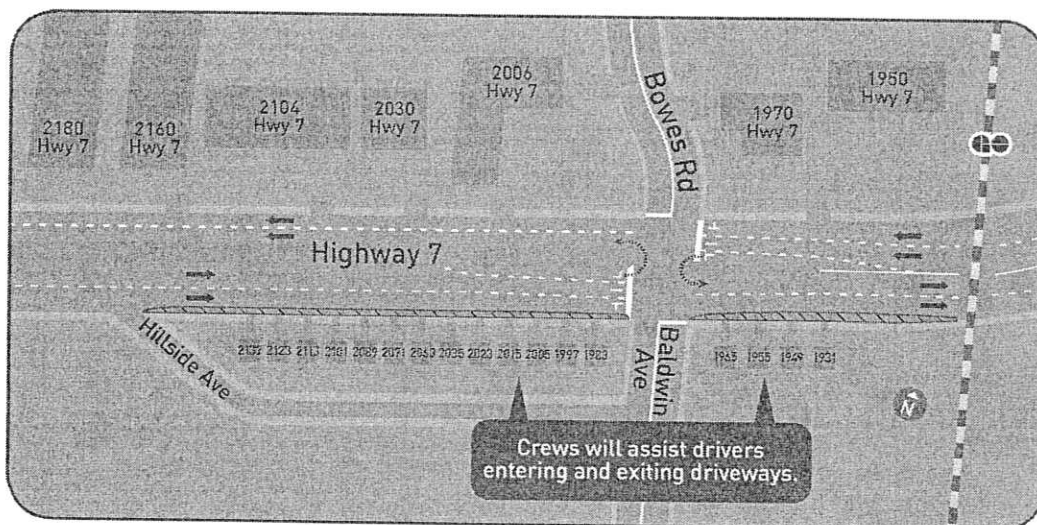 2180
Hwy 7
2160
Hwy 7
2104
Hwy 7
2030
Hwy 7
2006
Hwy 7
Bowes Rd
1970
Hwy 7
1950
Hwy 7
Highway 7
Hillside Ave
2123 2113 2089 2071 2063 2035 2023 2015 2005 1997 1983
Baldwin
Ave
1965 1955 1949 1931
N
Crews will assist drivers
entering and exiting driveways.